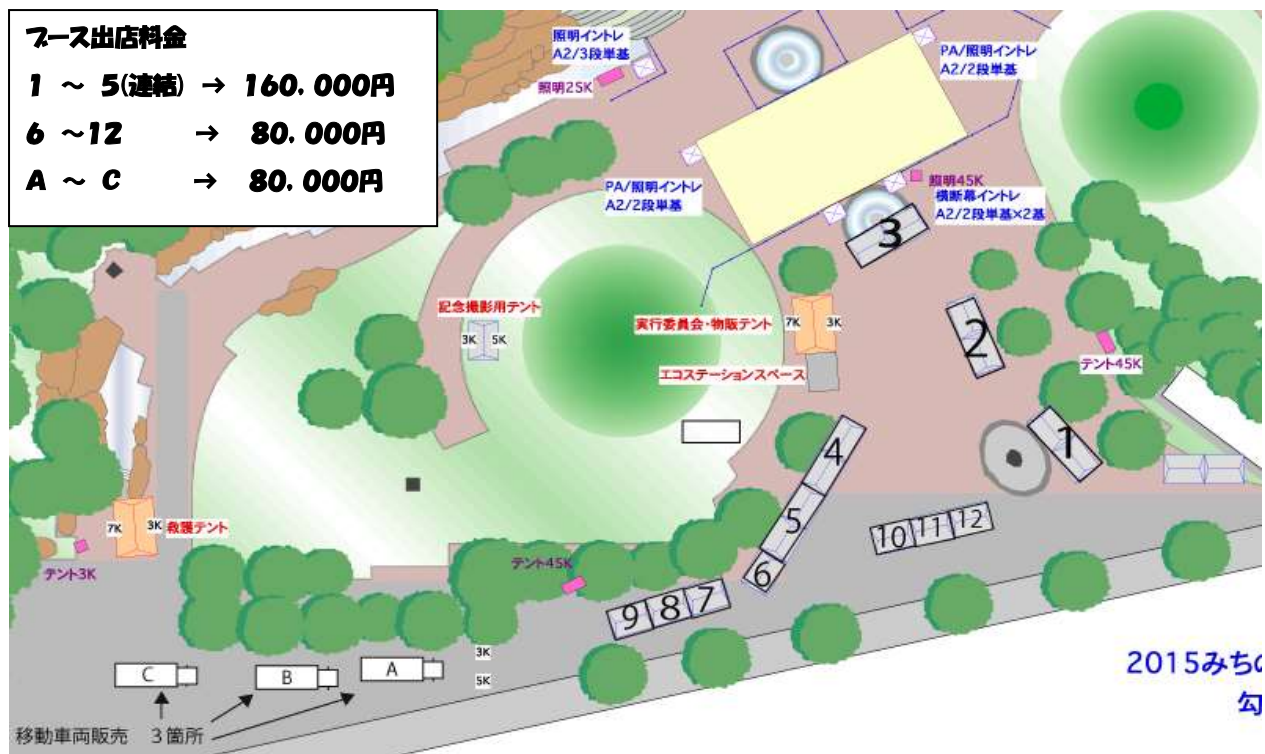 ブース出店料金
1 ~ 5(連結) → 160,000円
6 ~12 → 80,000円
A ~ C → 80,000円
照明イントレ
A2/3段単基
照明25K
PA/照明イントレ
A2/2段単基
PA/照明イントレ
A2/2段単基
照明45K
横断幕イントレ
A2/2段単基×2基
3
記念撮影用テント
3K 5K
実行委員会・物販テント
7K 3K
2
テント45K
エコステーションスペース
1
4
5
6
10 11 12
7K 3K 救護テント
テント3K
テント45K
9 8 7
3K
5K
C B A
移動車両販売 3箇所
2015みちの
勾